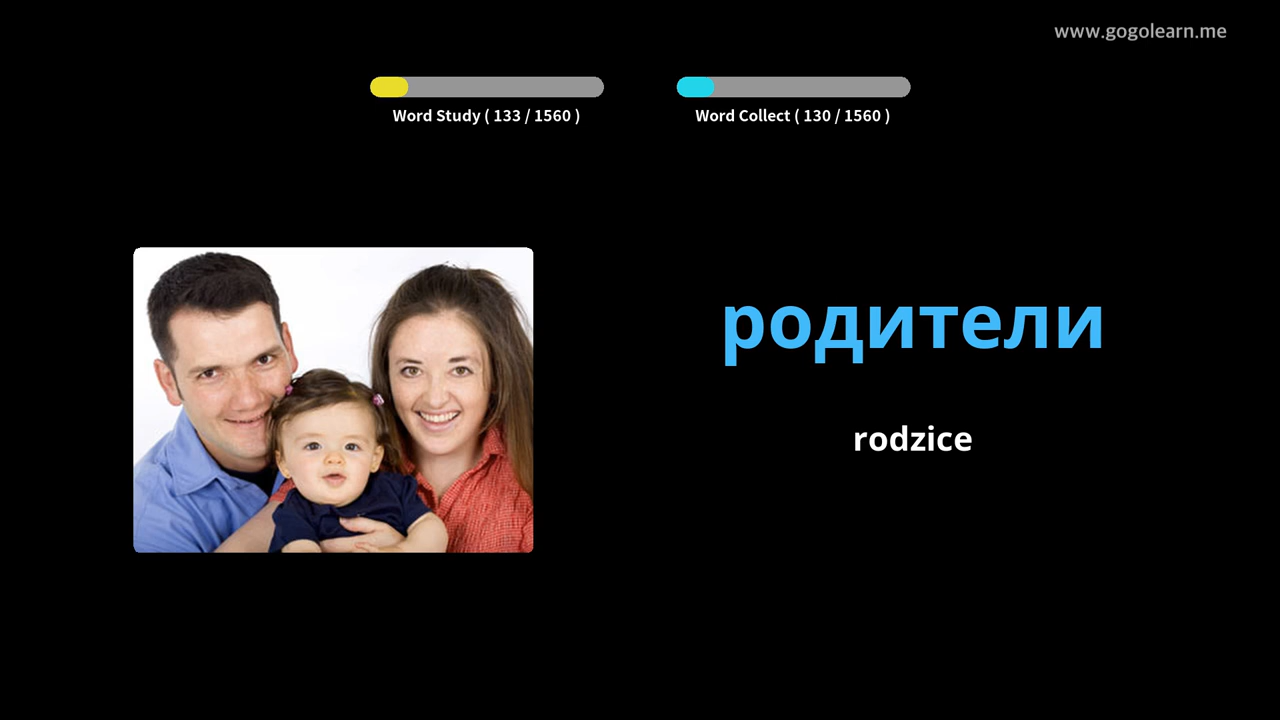 www.gogolearn.me
Word Study ( 133 / 1560 )
Word Collect ( 130 / 1560 )
родители
rodzice